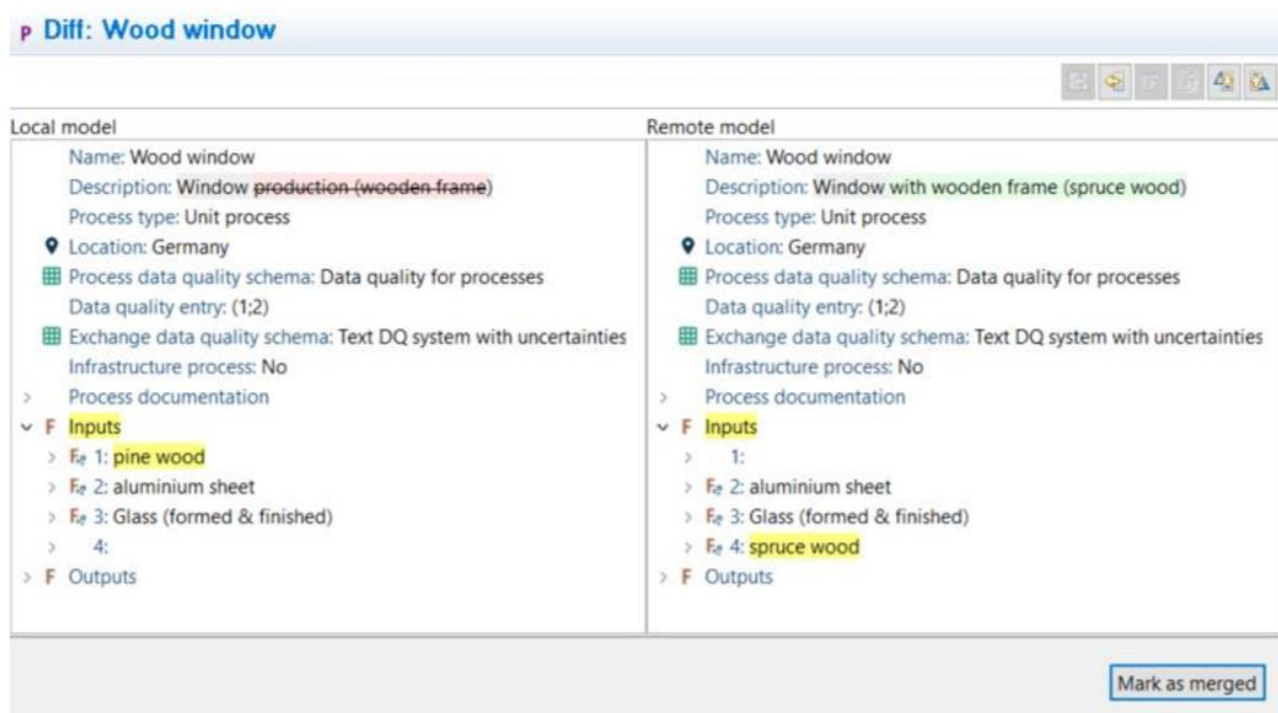 P Diff: Wood window
Local model
Name: Wood window
Description: Window production (wooden frame)
Process type: Unit process
Location: Germany
Process data quality schema: Data quality for processes
Data quality entry: (1;2)
Exchange data quality schema: Text DQ system with uncertainties
Infrastructure process: No
Process documentation
F Inputs
Fe 1: pine wood
Fe 2: aluminium sheet
Fe 3: Glass (formed & finished)
4:
F Outputs
Remote model
Name: Wood window
Description: Window with wooden frame (spruce wood)
Process type: Unit process
Location: Germany
Process data quality schema: Data quality for processes
Data quality entry: (1;2)
Exchange data quality schema: Text DQ system with uncertainties
Infrastructure process: No
Process documentation
F Inputs
1:
Fe 2: aluminium sheet
Fe 3: Glass (formed & finished)
Fe 4: spruce wood
F Outputs
Mark as merged